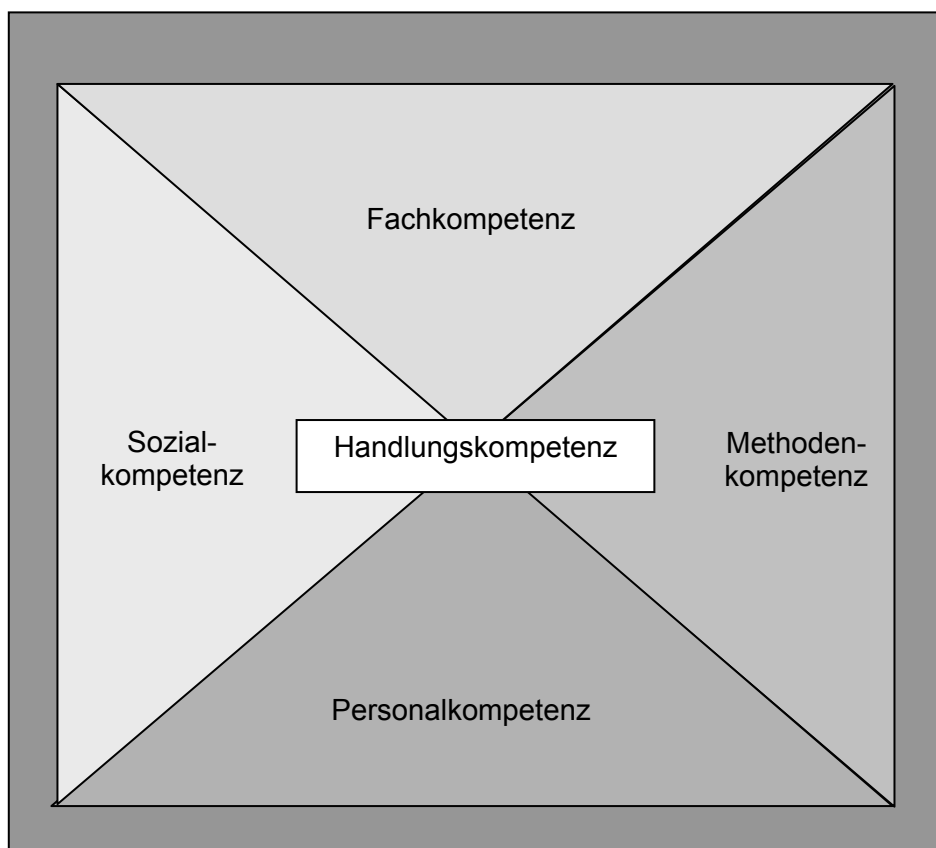 Fachkompetenz
Sozial-
kompetenz
Handlungskompetenz
Methoden-
kompetenz
Personalkompetenz